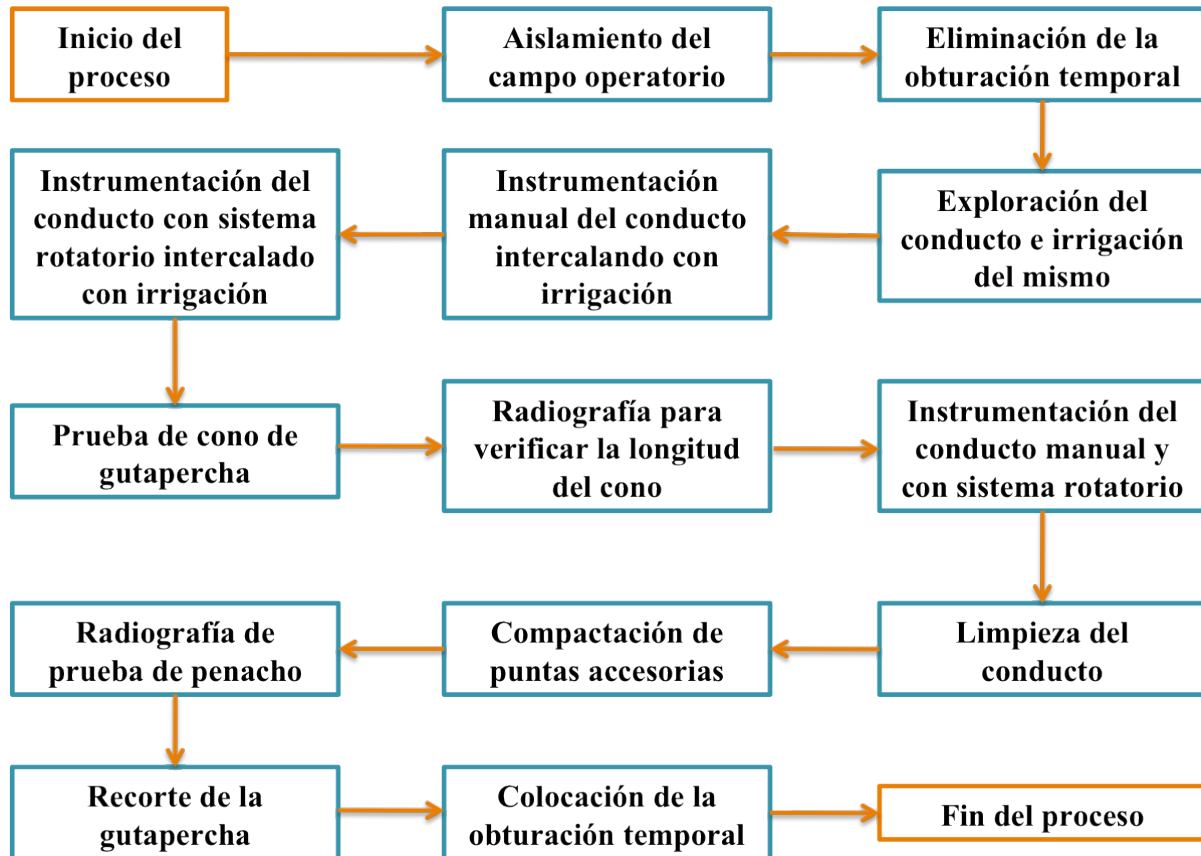 Inicio del
proceso
Aislamiento del
campo operatorio
Eliminación de la
obturación temporal
Exploración del
conducto e irrigación
del mismo
Instrumentación
manual del conducto
intercalando con
irrigación
Instrumentación del
conducto con sistema
rotatorio intercalado
con irrigación
Prueba de cono de
gutapercha
Radiografía para
verificar la longitud
del cono
Instrumentación del
conducto manual y
con sistema rotatorio
Limpieza del
conducto
Compactación de
puntas accesorias
Radiografía de
prueba de penacho
Recorte de la
gutapercha
Colocación de la
obturación temporal
Fin del proceso